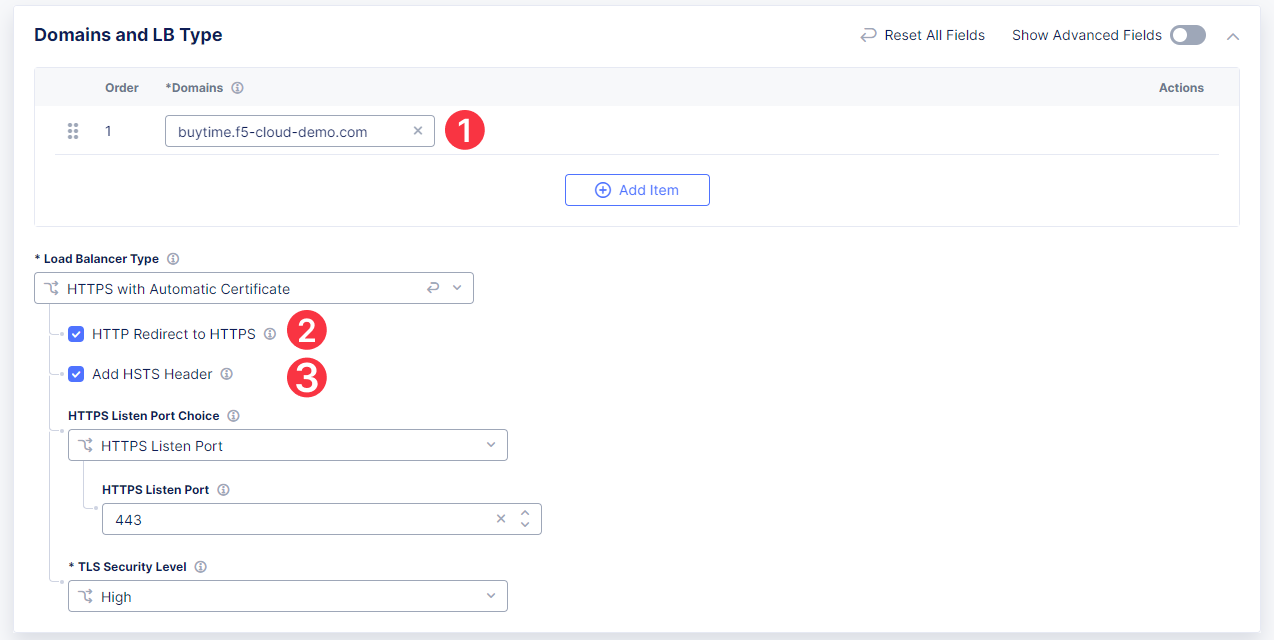 Domains and LB Type Reset All Fields Show Advanced Fields
Order *Domains Actions
1 buytime.f5-cloud-demo.com 1
Add Item
* Load Balancer Type
HTTPS with Automatic Certificate
HTTP Redirect to HTTPS 2
Add HSTS Header 3
HTTPS Listen Port Choice
HTTPS Listen Port
HTTPS Listen Port
443
* TLS Security Level
High